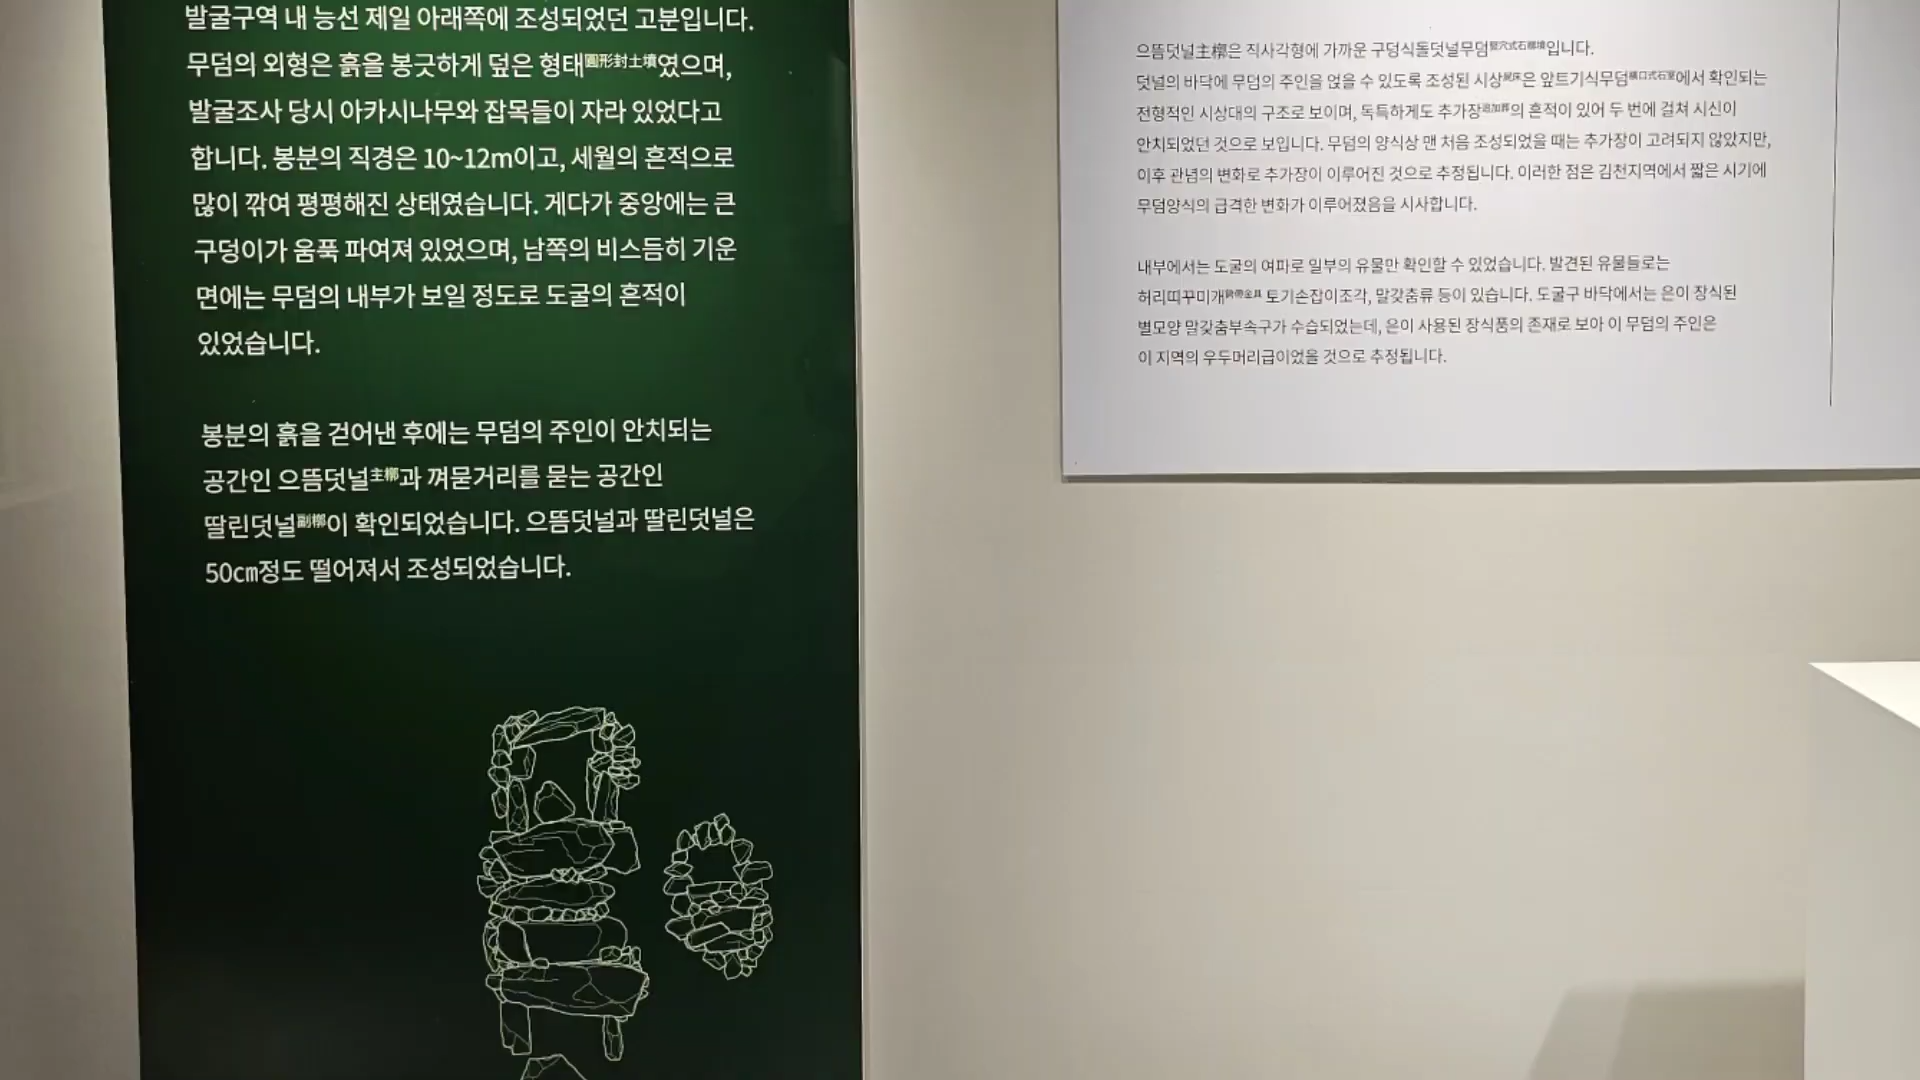 발굴구역 내 능선 제일 아래쪽에 조성되었던 고분입니다.
무덤의 외형은 흙을 봉긋하게 덮은 형태圓形封土墳였으며,
발굴조사 당시 아카시나무와 잡목들이 자라 있었다고
합니다. 봉분의 직경은 10~12m이고, 세월의 흔적으로
많이 깎여 평평해진 상태였습니다. 게다가 중앙에는 큰
구덩이가 움푹 파여져 있었으며, 남쪽의 비스듬히 기운
면에는 무덤의 내부가 보일 정도로 도굴의 흔적이
있었습니다.
봉분의 흙을 걷어낸 후에는 무덤의 주인이 안치되는
공간인 으뜸덧널主槨과 껴묻거리를 묻는 공간인
딸린덧널副槨이 확인되었습니다. 으뜸덧널과 딸린덧널은
50㎝정도 떨어져서 조성되었습니다.
으뜸덧널主槨은 직사각형에 가까운 구덩식돌덧널무덤竪穴式石槨墳입니다.
덧널의 바닥에 무덤의 주인을 얹을 수 있도록 조성된 시상屍床은 앞트기식무덤橫口式石室에서 확인되는
전형적인 시상대의 구조로 보이며, 독특하게도 추가장追加葬의 흔적이 있어 두 번에 걸쳐 시신이
안치되었던 것으로 보입니다. 무덤의 양식상 맨 처음 조성되었을 때는 추가장이 고려되지 않았지만,
이후 관념의 변화로 추가장이 이루어진 것으로 추정됩니다. 이러한 점은 김천지역에서 짧은 시기에
무덤양식의 급격한 변화가 이루어졌음을 시사합니다.
내부에서는 도굴의 여파로 일부의 유물만 확인할 수 있었습니다. 발견된 유물들로는
허리띠꾸미개銙帶金具 토기손잡이조각, 말갖춤류 등이 있습니다. 도굴구 바닥에서는 은이 장식된
별모양 말갖춤부속구가 수습되었는데, 은이 사용된 장식품의 존재로 보아 이 무덤의 주인은
이 지역의 우두머리급이었을 것으로 추정됩니다.